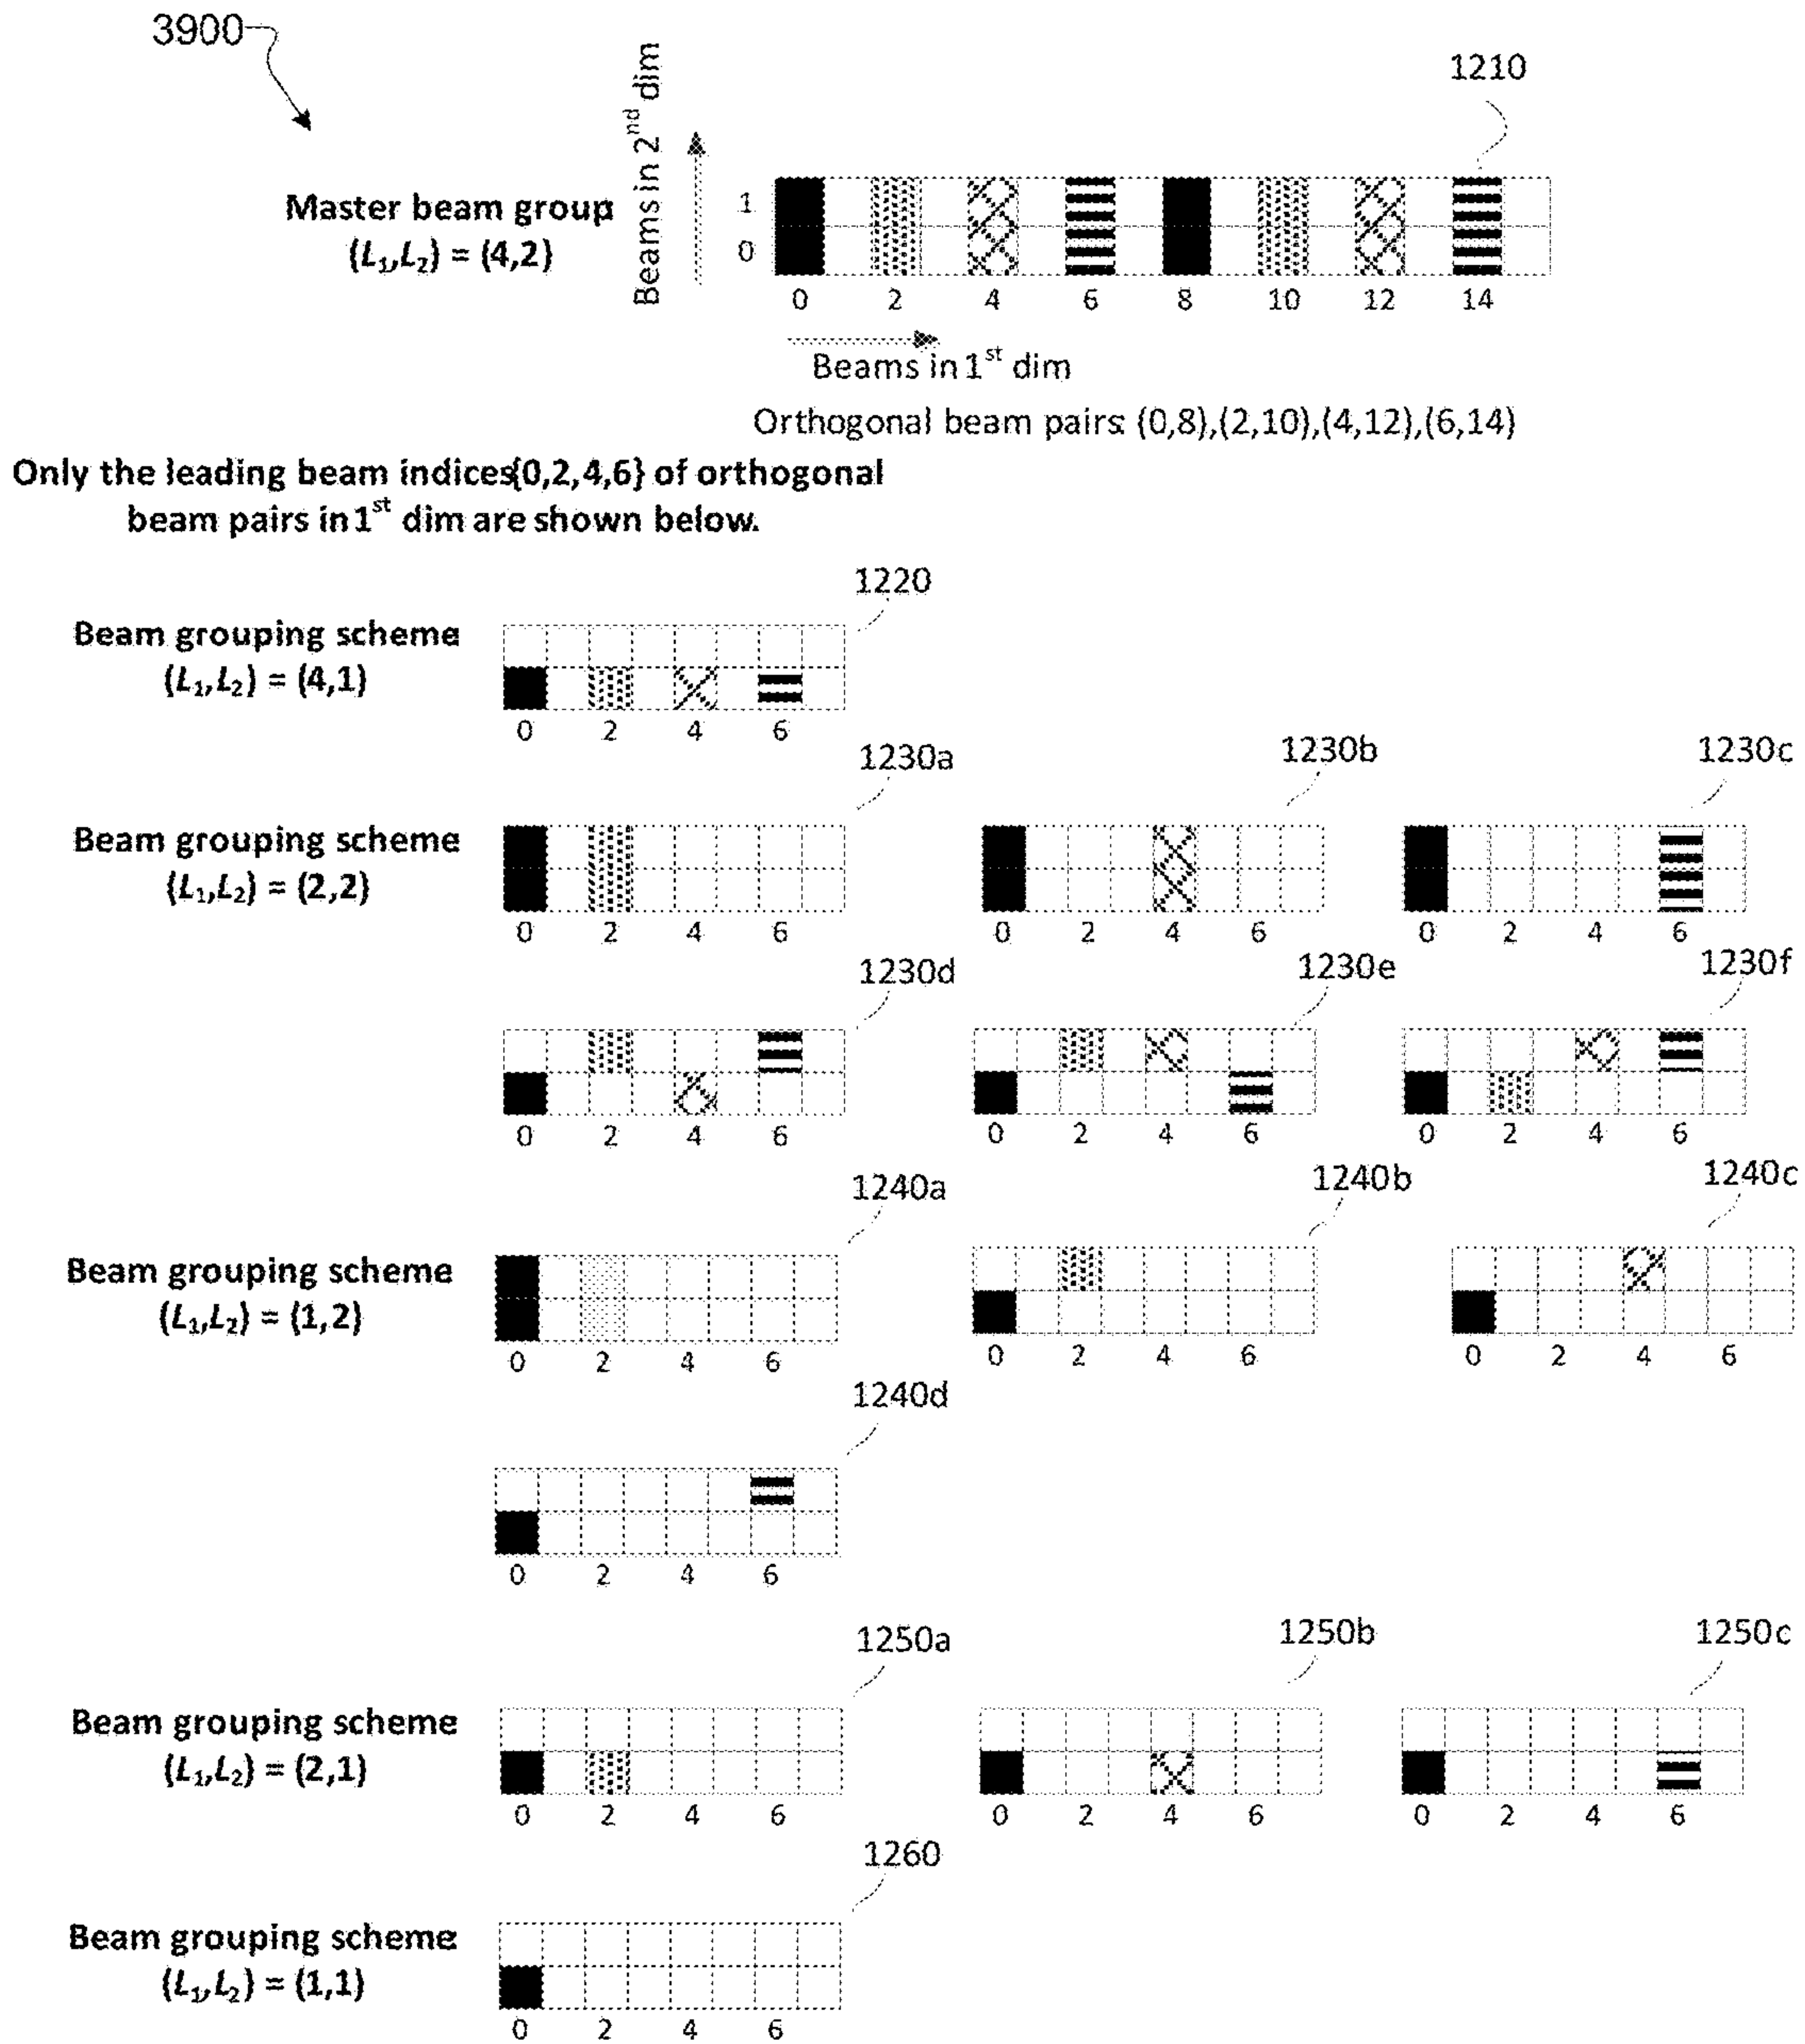 3900
Beams in 2nd dim
1210
Master beam group
(L1,L2) = (4,2)
1
0
0 2 4 6 8 10 12 14
Beams in 1st dim
Orthogonal beam pairs: (0,8),(2,10),(4,12),(6,14)
Only the leading beam indices{0,2,4,6} of orthogonal
beam pairs in 1st dim are shown below.
1220
Beam grouping scheme
(L1,L2) = (4,1)
0 2 4 6
1230a 1230b 1230c
Beam grouping scheme
(L1,L2) = (2,2)
0 2 4 6 0 2 4 6 0 2 4 6
1230d 1230e 1230f
0 2 4 6 0 2 4 6 0 2 4 6
1240a 1240b 1240c
Beam grouping scheme
(L1,L2) = (1,2)
0 2 4 6 0 2 4 6 0 2 4 6
1240d
0 2 4 6
1250a 1250b 1250c
Beam grouping scheme
(L1,L2) = (2,1)
0 2 4 6 0 2 4 6 0 2 4 6
1260
Beam grouping scheme
(L1,L2) = (1,1)
0 2 4 6